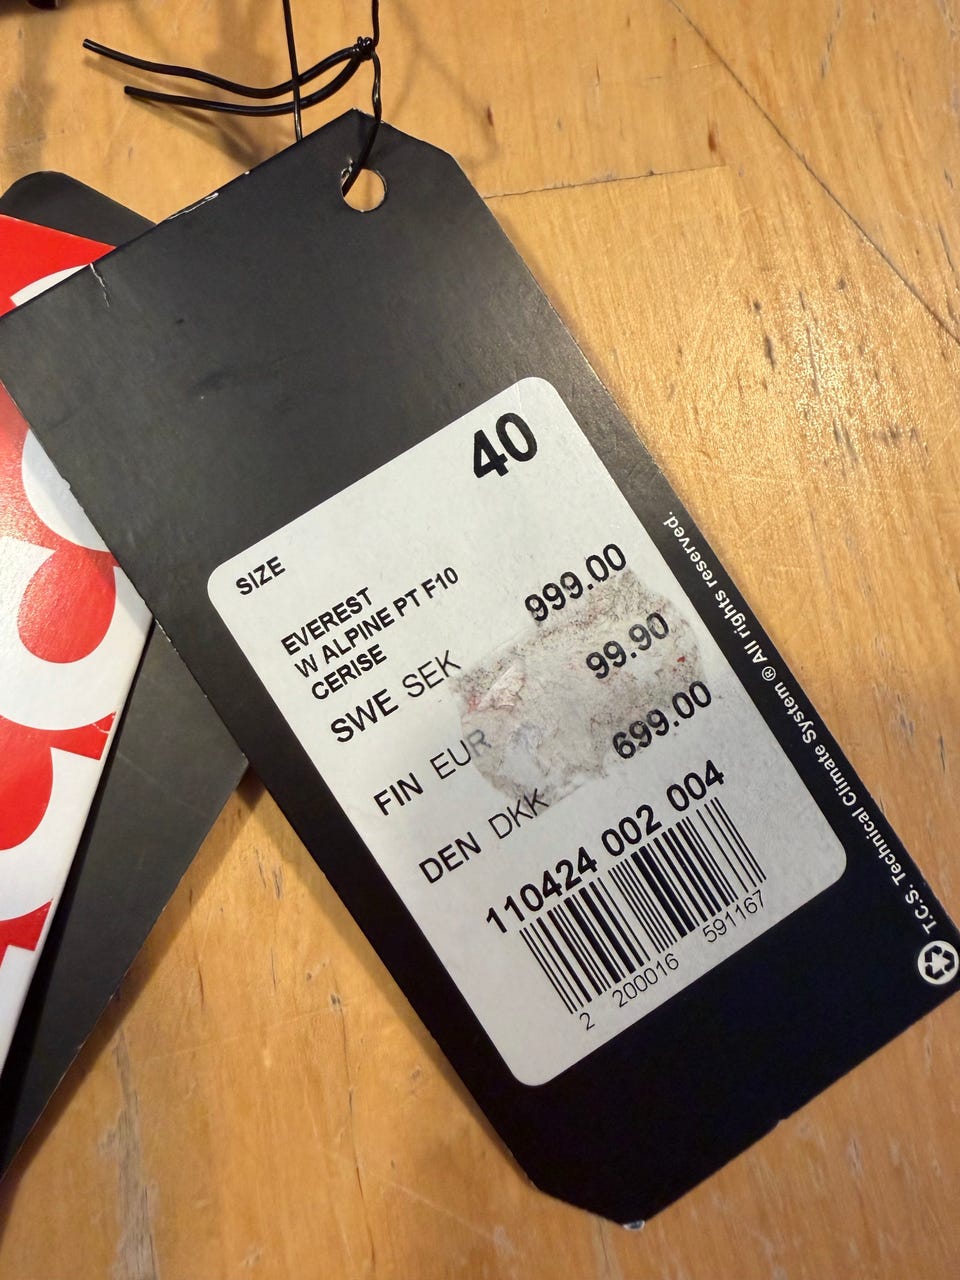 SIZE 40
EVEREST
W ALPINE PT F10
CERISE
SWE SEK 999.00
FIN EUR 99.90
DEN DKK 699.00
110424 002 004
2 200016 591167
T.C.S. Technical Climate System ® All rights reserved.